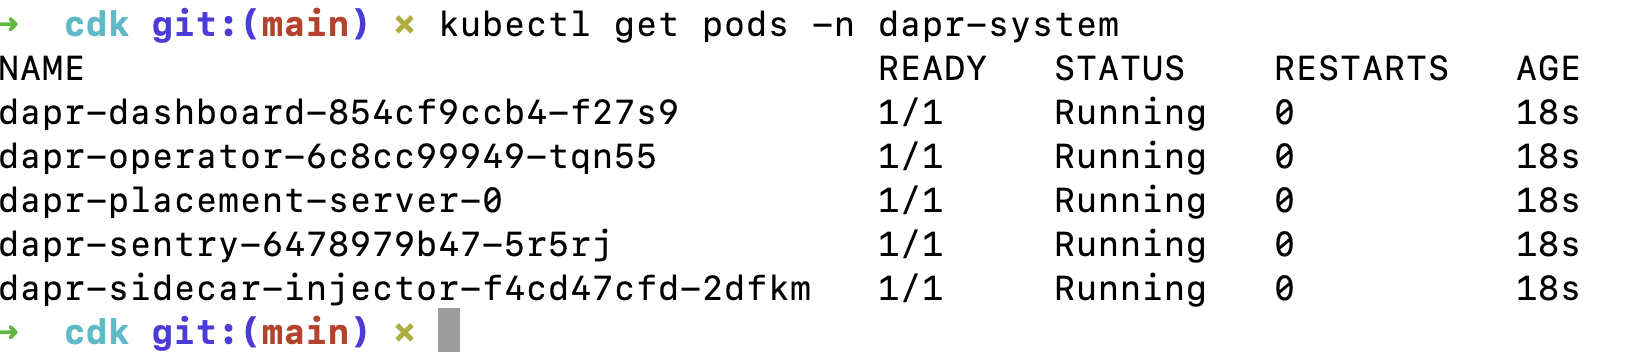 → cdk git:(main) × kubectl get pods -n dapr-system
NAME READY STATUS RESTARTS AGE
dapr-dashboard-854cf9ccb4-f27s9 1/1 Running 0 18s
dapr-operator-6c8cc99949-tqn55 1/1 Running 0 18s
dapr-placement-server-0 1/1 Running 0 18s
dapr-sentry-6478979b47-5r5rj 1/1 Running 0 18s
dapr-sidecar-injector-f4cd47cfd-2dfkm 1/1 Running 0 18s
→ cdk git:(main) ×